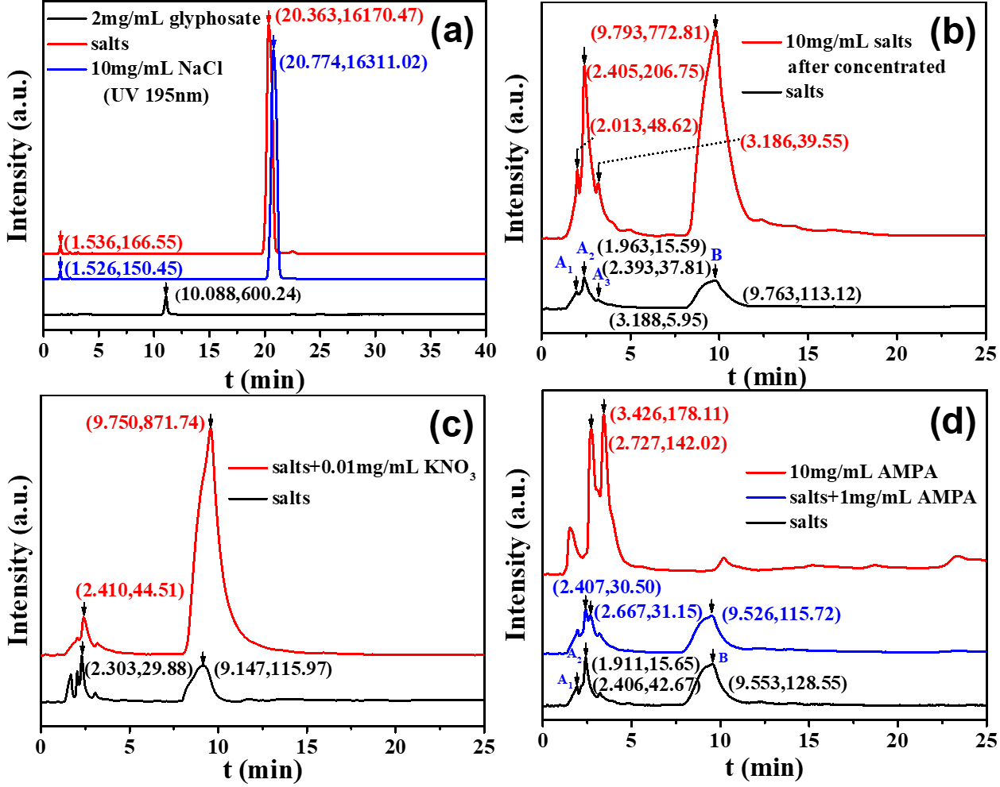 2mg/mL glyphosate
salts
10mg/mL NaCl
(UV 195nm)
(20.363,16170.47)
(20.774,16311.02)
(a)
(1.536,166.55)
(1.526,150.45)
(10.088,600.24)
Intensity (a.u.)
0 5 10 15 20 25 30 35 40
t (min)
(b)
(9.793,772.81)
(2.405,206.75)
(2.013,48.62)
(3.186,39.55)
10mg/mL salts
after concentrated
salts
A1
A2
A3
B
(1.963,15.59)
(2.393,37.81)
(3.188,5.95)
(9.763,113.12)
Intensity (a.u.)
0 5 10 15 20 25
t (min)
(c)
(9.750,871.74)
salts+0.01mg/mL KNO3
salts
(2.410,44.51)
(2.303,29.88)
(9.147,115.97)
Intensity (a.u.)
0 5 10 15 20 25
t (min)
(d)
(3.426,178.11)
(2.727,142.02)
10mg/mL AMPA
salts+1mg/mL AMPA
salts
(2.407,30.50)
(2.667,31.15)
(9.526,115.72)
A1
A2
B
(1.911,15.65)
(2.406,42.67)
(9.553,128.55)
Intensity (a.u.)
0 5 10 15 20 25
t (min)